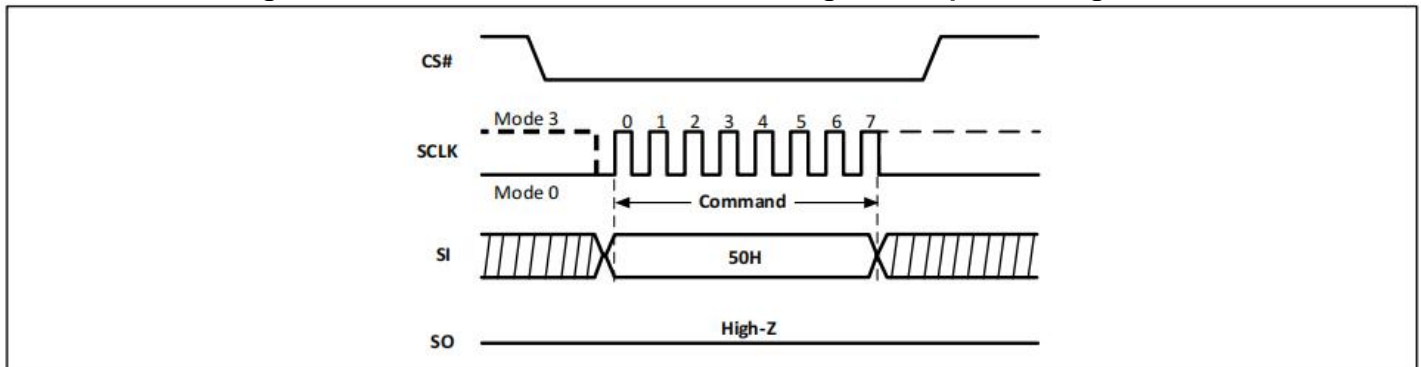 CS#
Mode 3
0 1 2 3 4 5 6 7
SCLK
Mode 0
Command
SI
50H
High-Z
SO